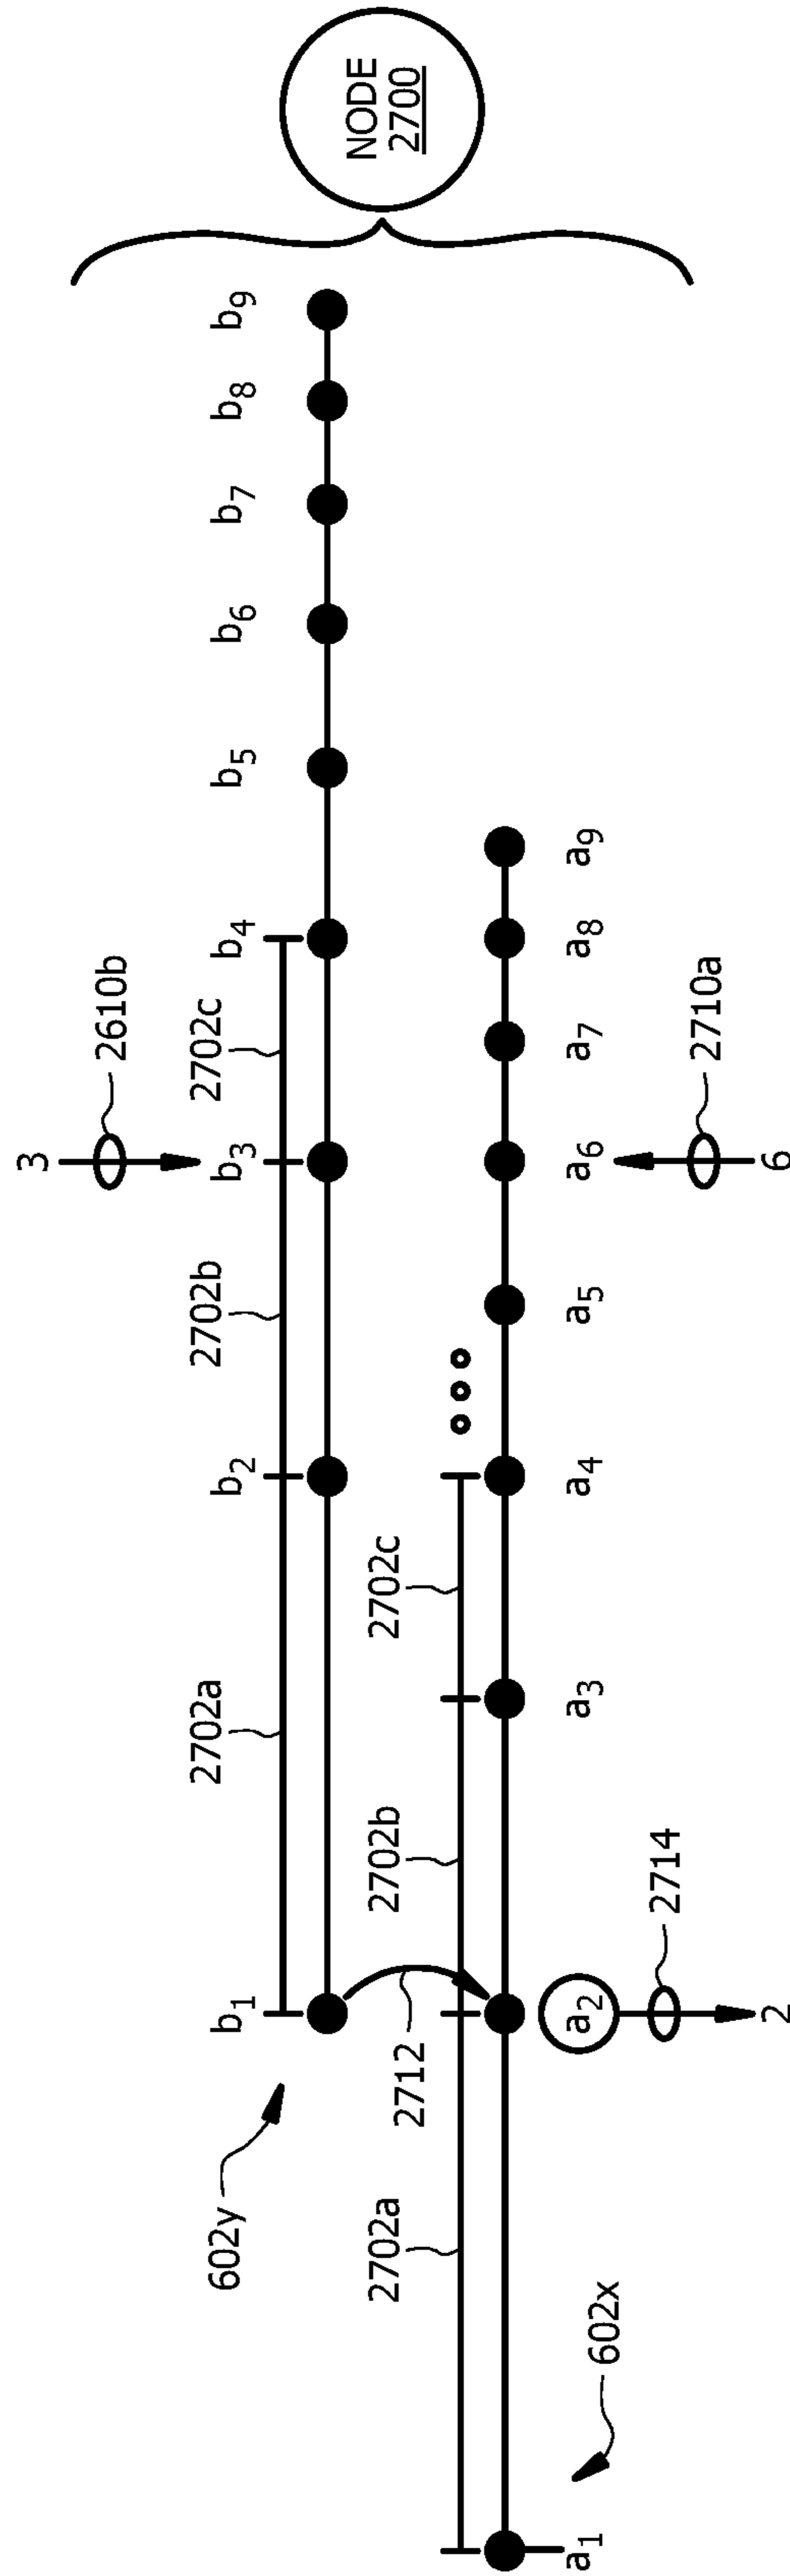 3
2610b
b1 b2 b3 b4 b5 b6 b7 b8 b9
2702a 2702b 2702c
602y
2712
NODE
2700
2702a 2702b 2702c
a1 a2 a3 a4 a5 a6 a7 a8 a9
602x
2714
2
2710a
6